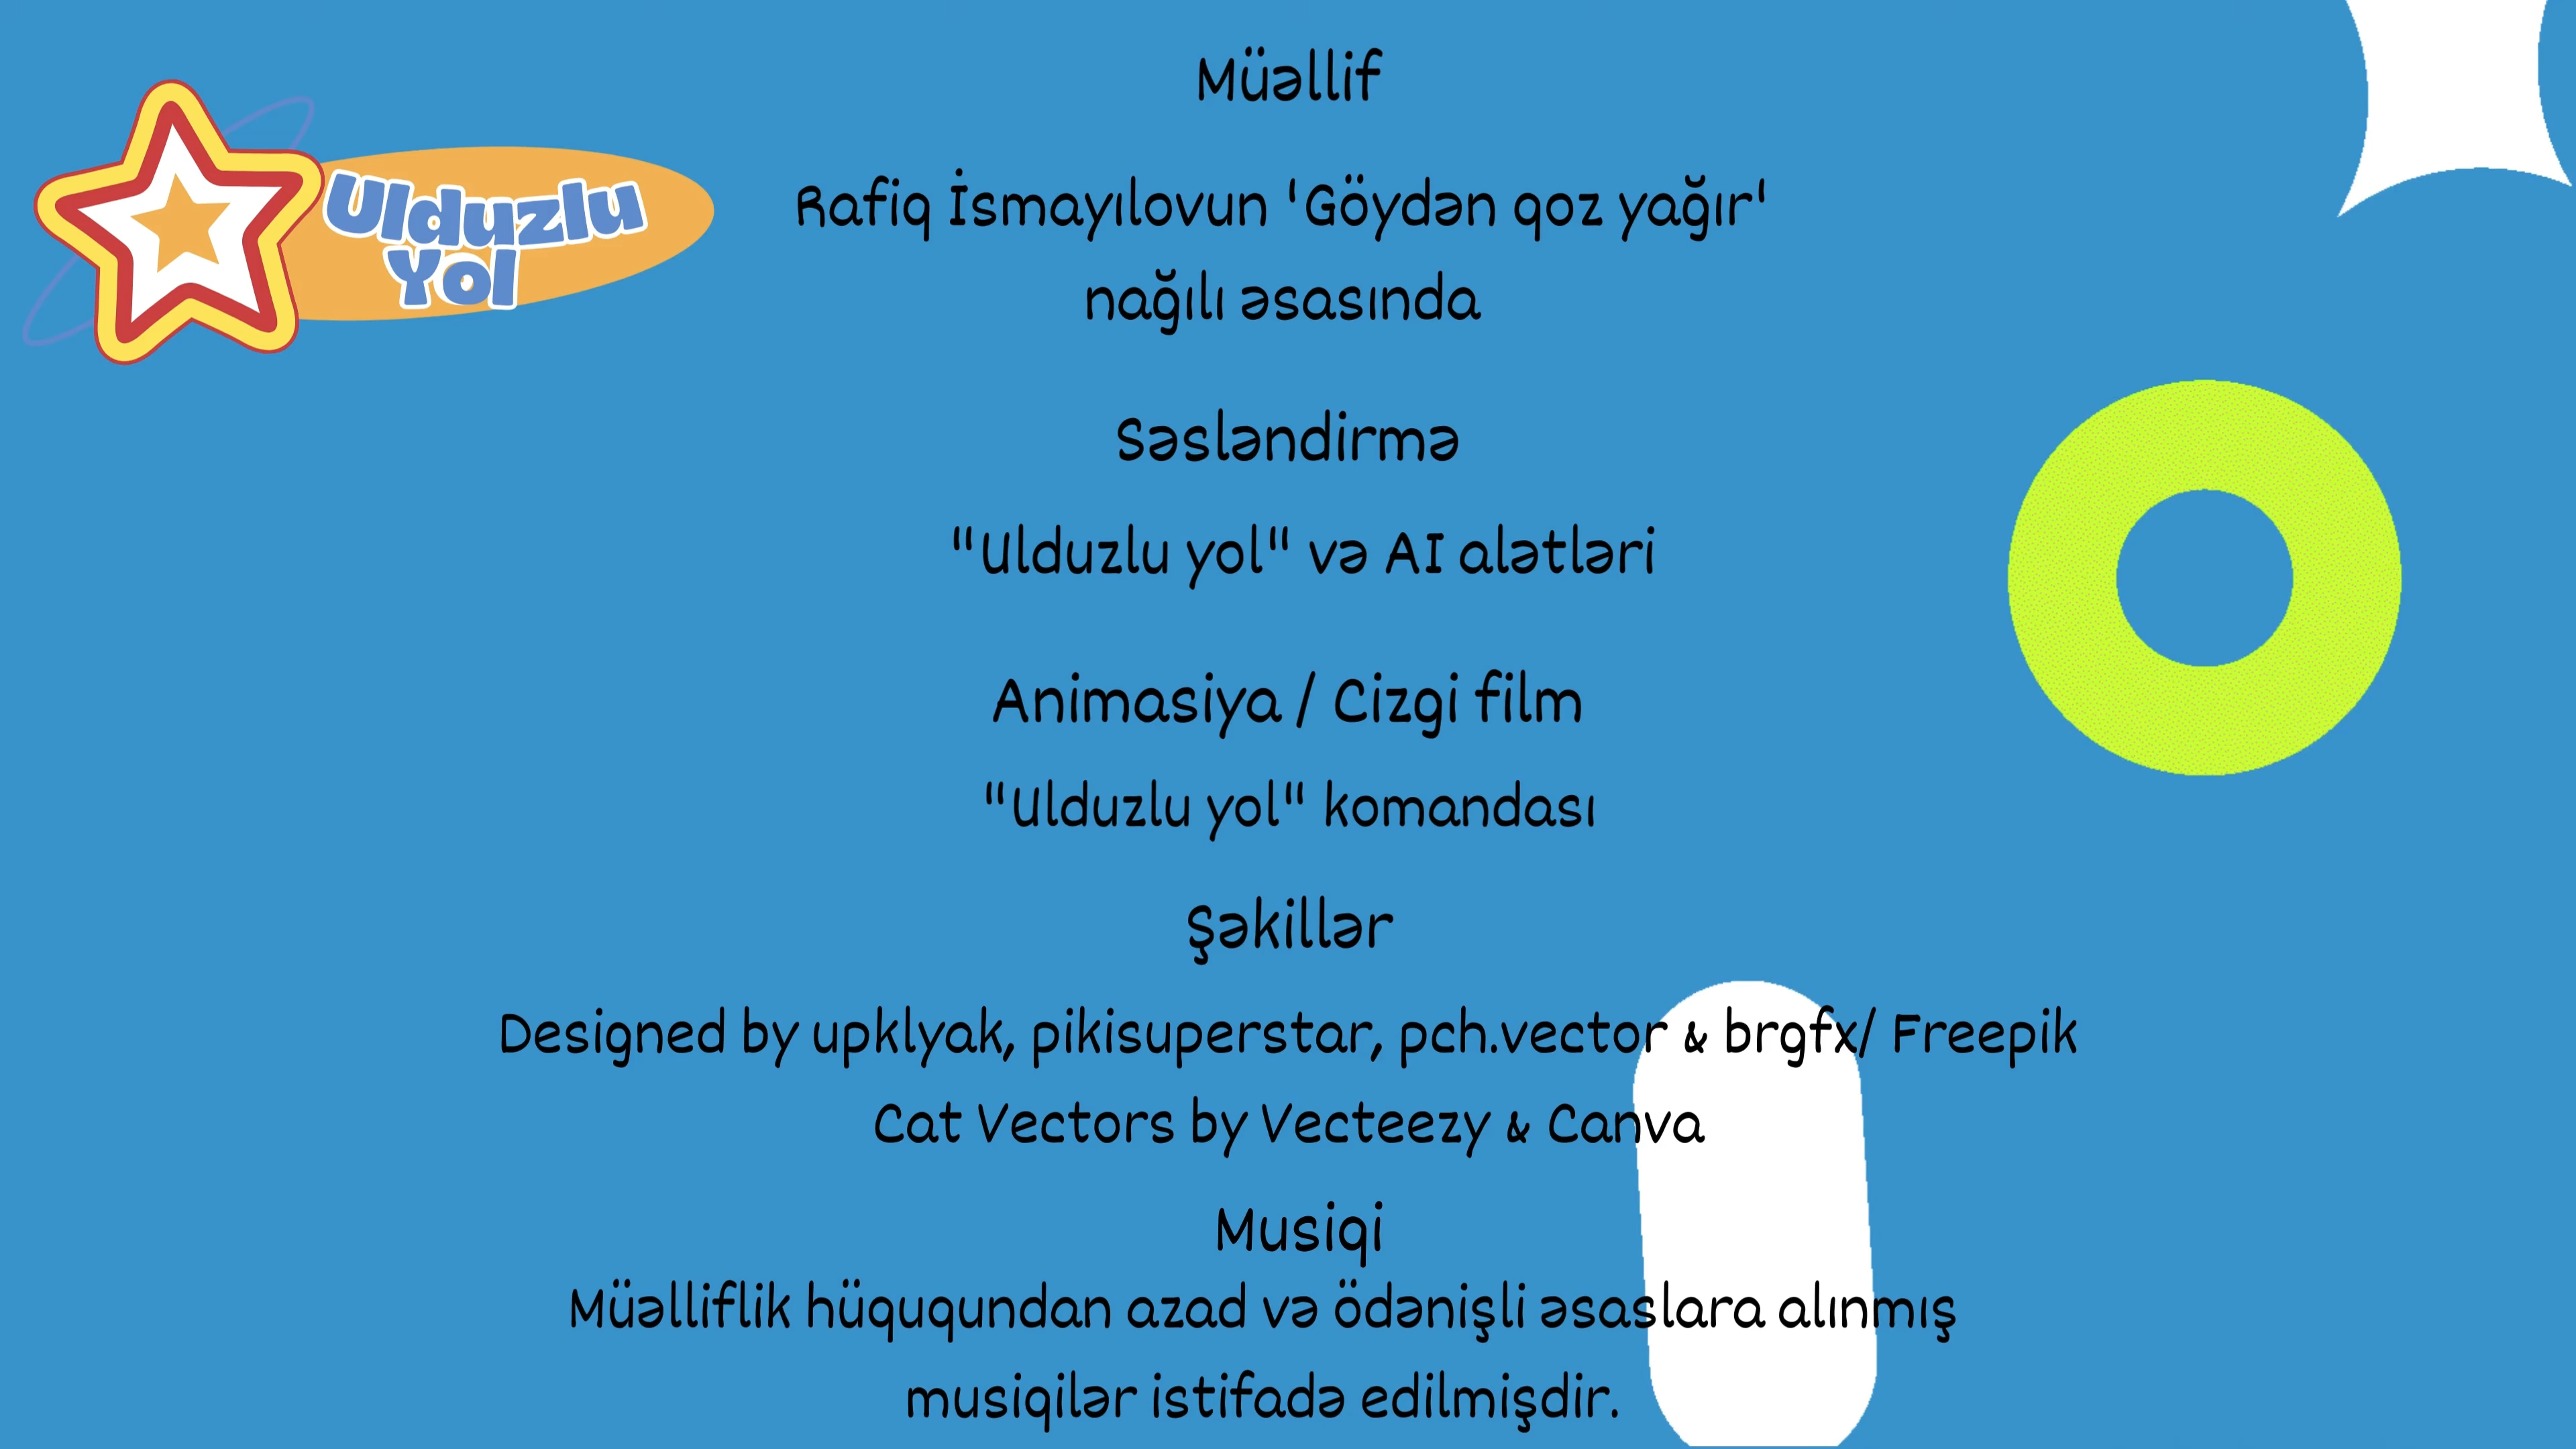 Ulduzlu
Yol
Müəllif
Rafiq İsmayılovun 'Göydən qoz yağır'
nağılı əsasında
Səsləndirmə
"Ulduzlu yol" və AI alətləri
Animasiya / Cizgi film
"Ulduzlu yol" komandası
Şəkillər
Designed by upklyak, pikisuperstar, pch.vector & brgfx/ Freepik
Cat Vectors by Vecteezy & Canva
Musiqi
Müəlliflik hüququndan azad və ödənişli əsaslara alınmış
musiqilər istifadə edilmişdir.